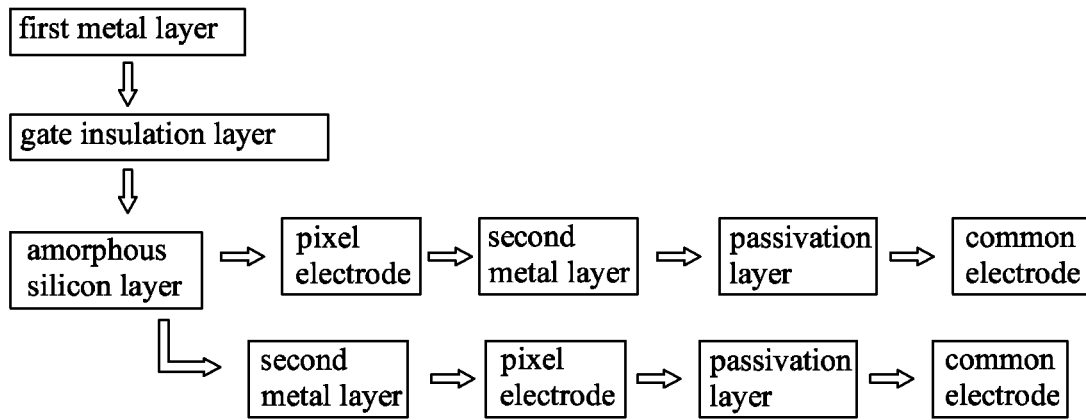 first metal layer
gate insulation layer
amorphous
silicon layer
pixel
electrode
second
metal layer
passivation
layer
common
electrode
second
metal layer
pixel
electrode
passivation
layer
common
electrode